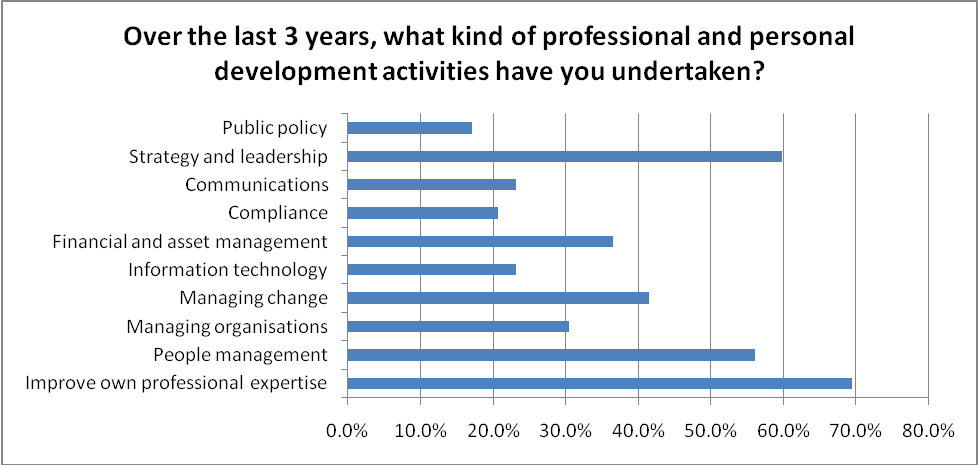 Over the last 3 years, what kind of professional and personal
development activities have you undertaken?
Public policy
Strategy and leadership
Communications
Compliance
Financial and asset management
Information technology
Managing change
Managing organisations
People management
Improve own professional expertise
0.0% 10.0% 20.0% 30.0% 40.0% 50.0% 60.0% 70.0% 80.0%